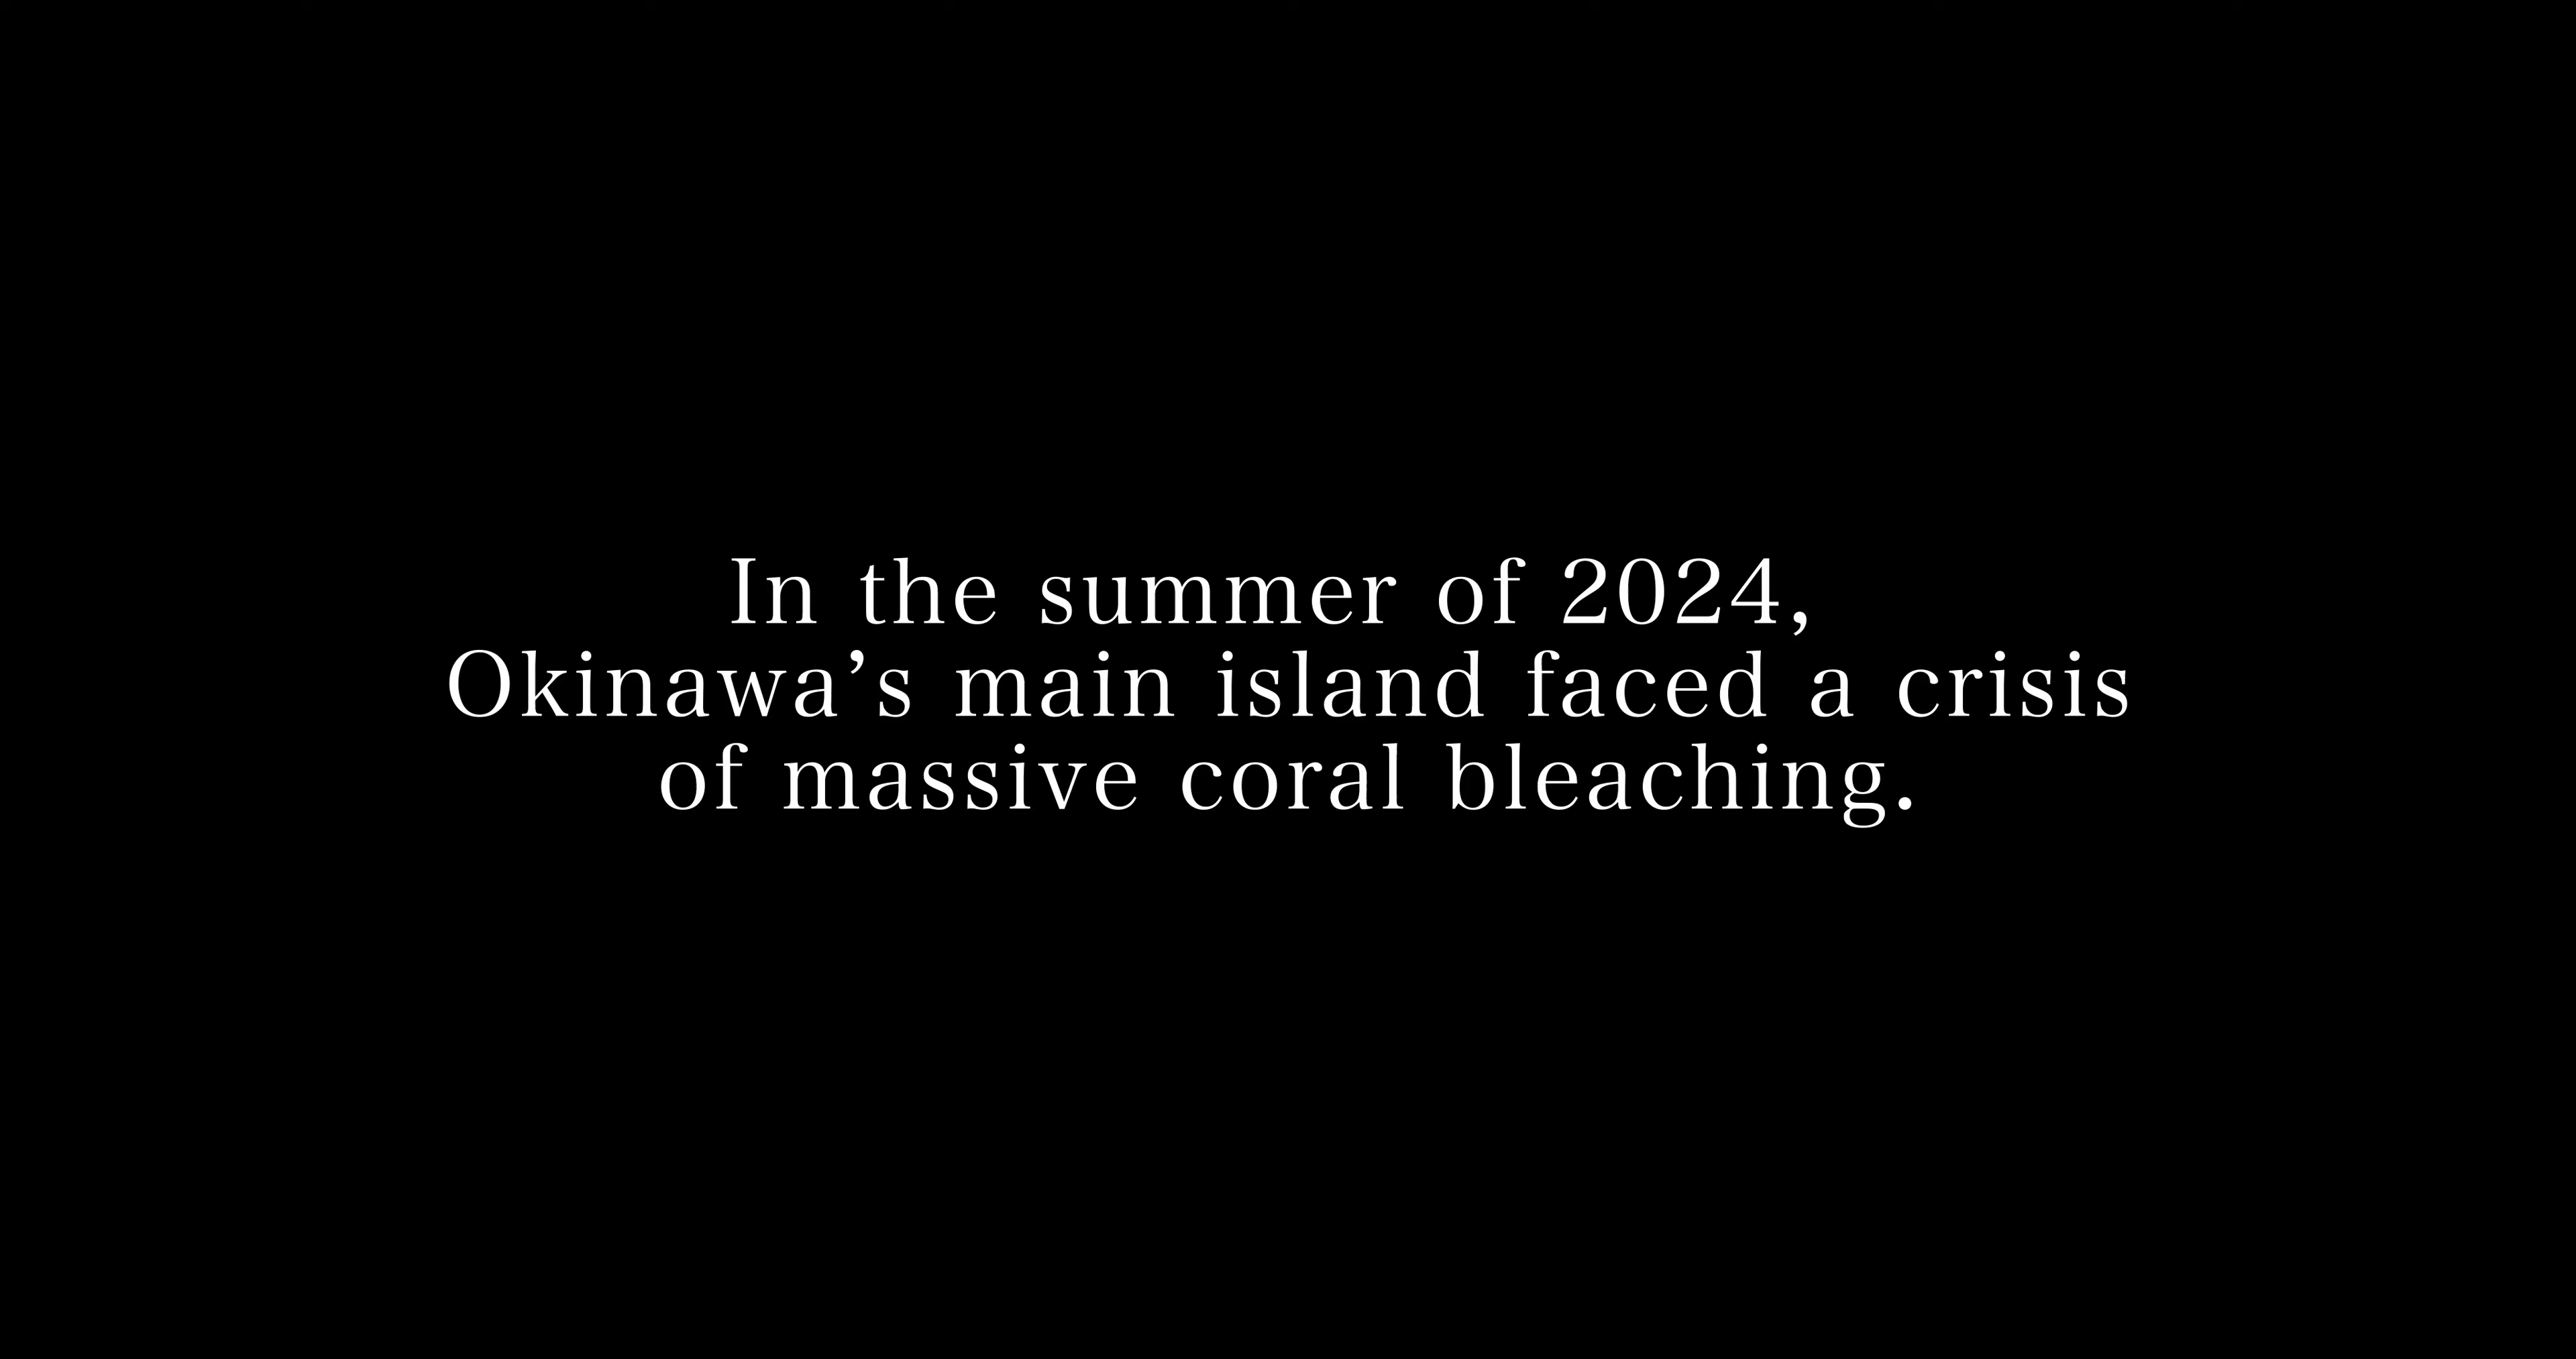 In the summer of 2024,
Okinawa’s main island faced a crisis
of massive coral bleaching.